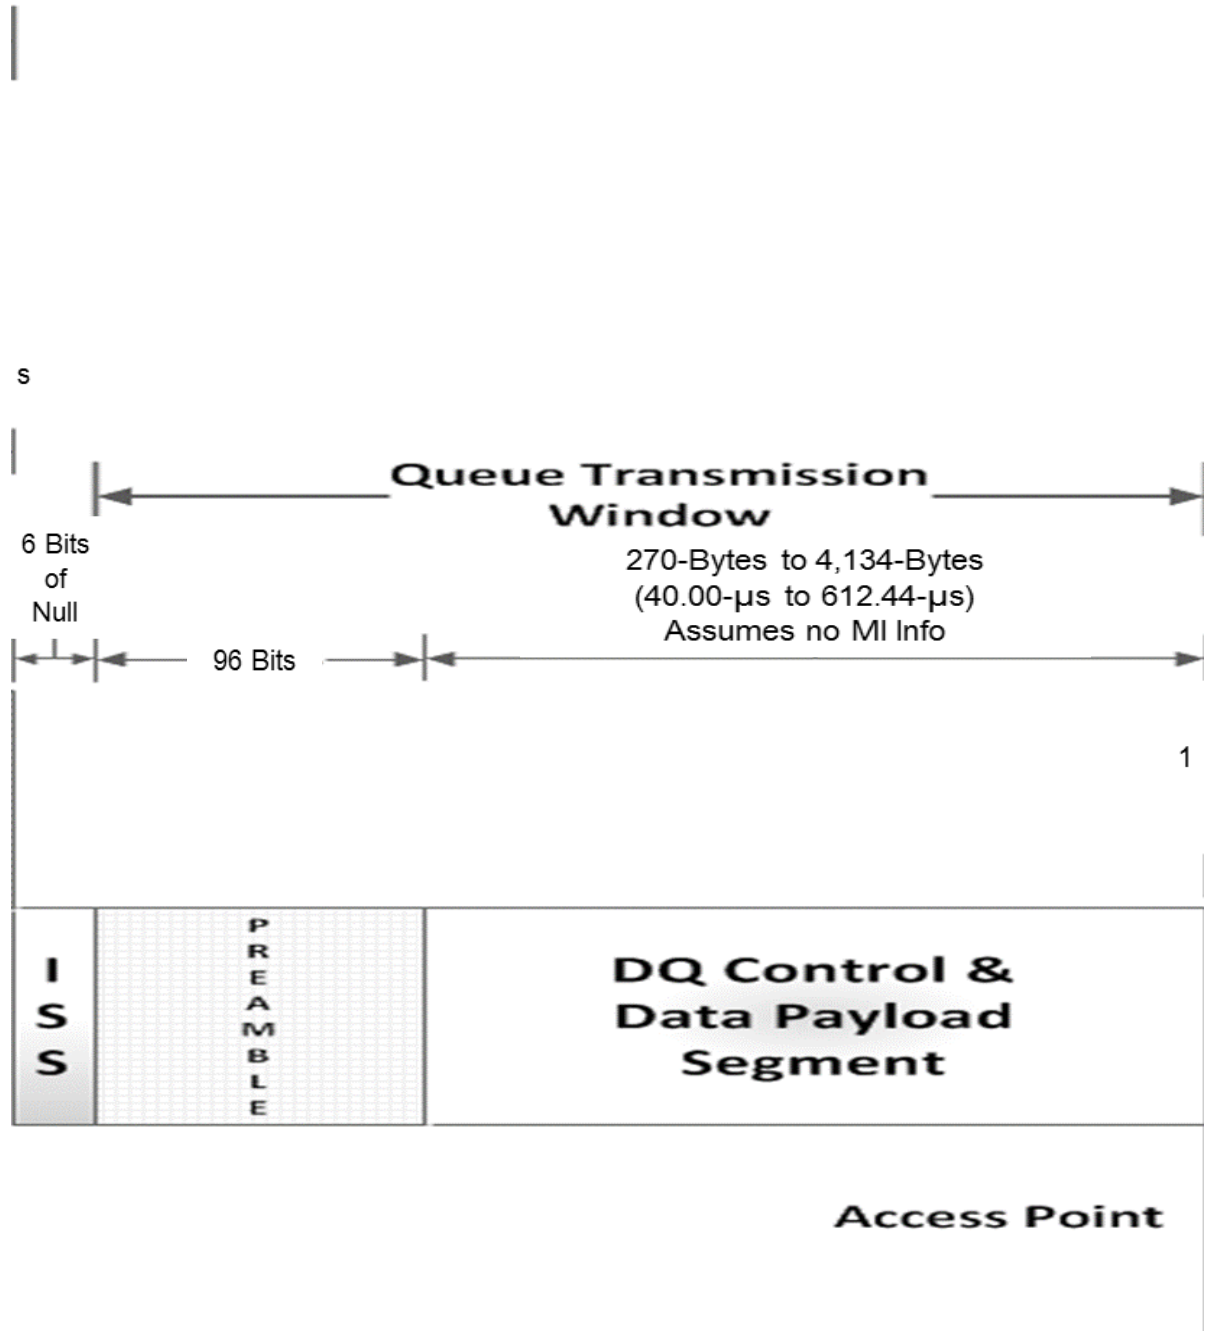 s
Queue Transmission
Window
6 Bits
of
Null
270-Bytes to 4,134-Bytes
(40.00-µs to 612.44-µs)
Assumes no MI Info
96 Bits
1
I
S
S
P
R
E
A
M
B
L
E
DQ Control &
Data Payload
Segment
Access Point